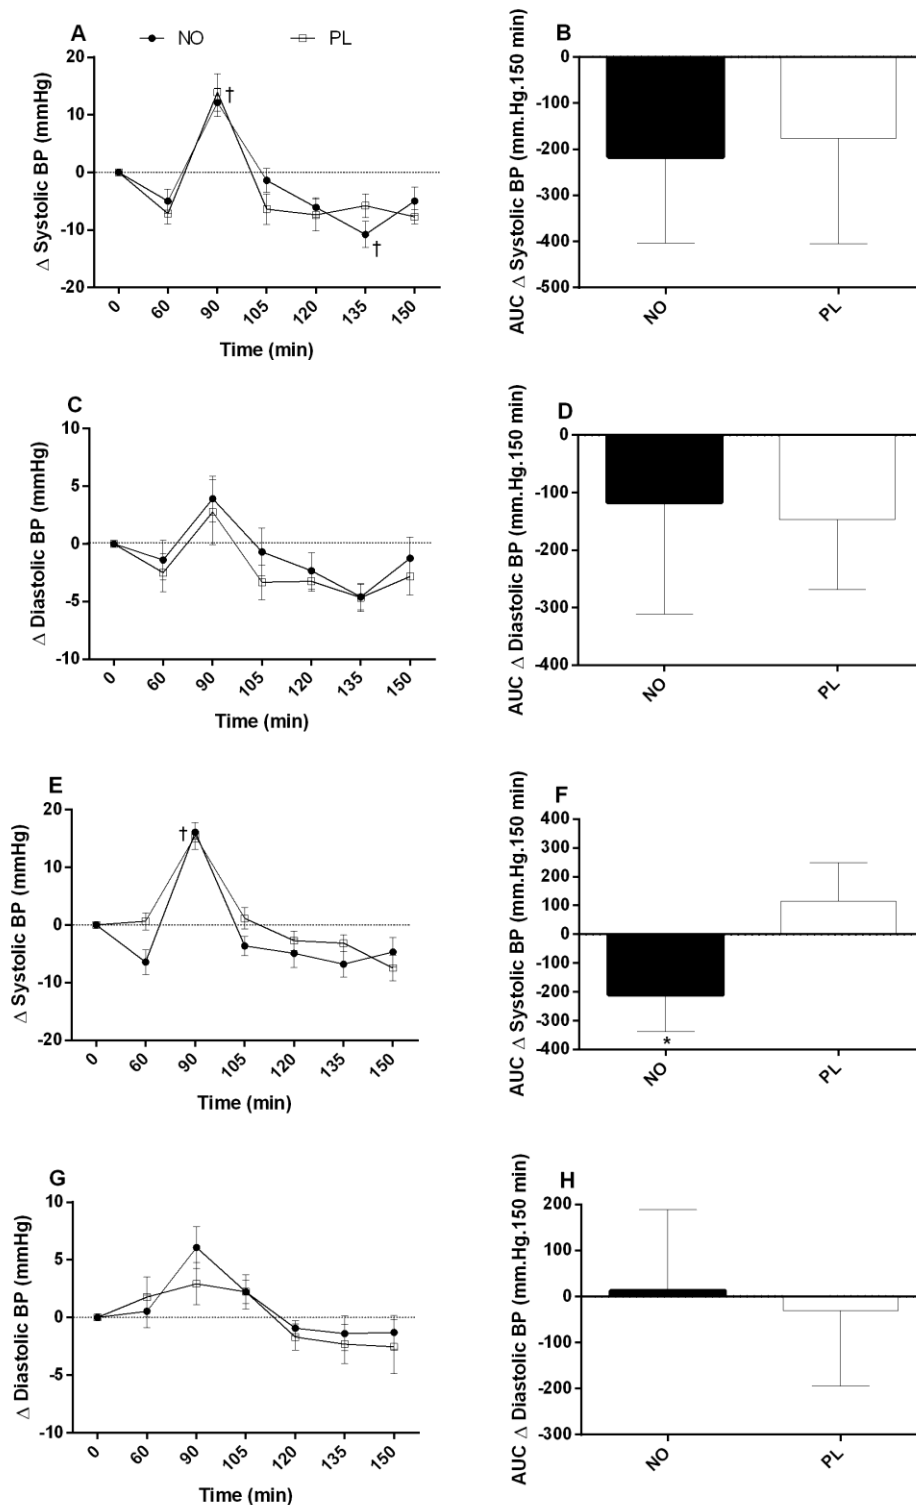 A
NO
PL
Δ Systolic BP (mmHg)
20
10
0
-10
-20
0
60
90
105
120
135
150
†
†
Time (min)
B
AUC Δ Systolic BP (mm.Hg.150 min)
0
-100
-200
-300
-400
-500
NO
PL
C
Δ Diastolic BP (mmHg)
10
5
0
-5
-10
0
60
90
105
120
135
150
Time (min)
D
AUC Δ Diastolic BP (mm.Hg.150 min)
0
-100
-200
-300
-400
NO
PL
E
Δ Systolic BP (mmHg)
20
10
0
-10
-20
†
0
60
90
105
120
135
150
Time (min)
F
AUC Δ Systolic BP (mm.Hg.150 min)
400
300
200
100
0
-100
-200
-300
-400
*
NO
PL
G
Δ Diastolic BP (mmHg)
10
5
0
-5
-10
0
60
90
105
120
135
150
Time (min)
H
AUC Δ Diastolic BP (mm.Hg.150 min)
200
100
0
-100
-200
-300
NO
PL